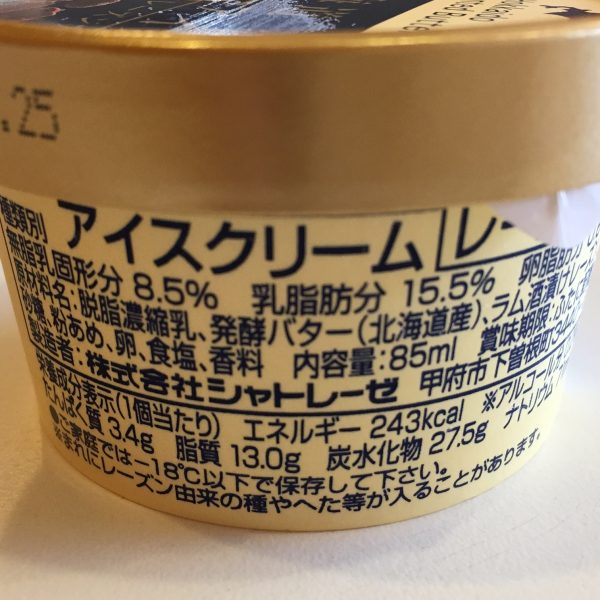 .25
種類別 アイスクリーム レー
無脂乳固形分 8.5% 乳脂肪分 15.5% 卵脂肪分
原材料名:脱脂濃縮乳、発酵バター(北海道産)、ラム酒漬けレー
砂糖、粉あめ、卵、食塩、香料 内容量:85ml 賞味期限:ふた
製造者:株式会社シャトレーゼ 甲府市下曽根町34
栄養成分表示(1個当たり) エネルギー 243kcal ※アルコール
たんぱく質 3.4g 脂質 13.0g 炭水化物 27.5g ナトリウム
●ご家庭では-18℃以下で保存して下さい。
※まれにレーズン由来の種やへた等が入ることがあります。